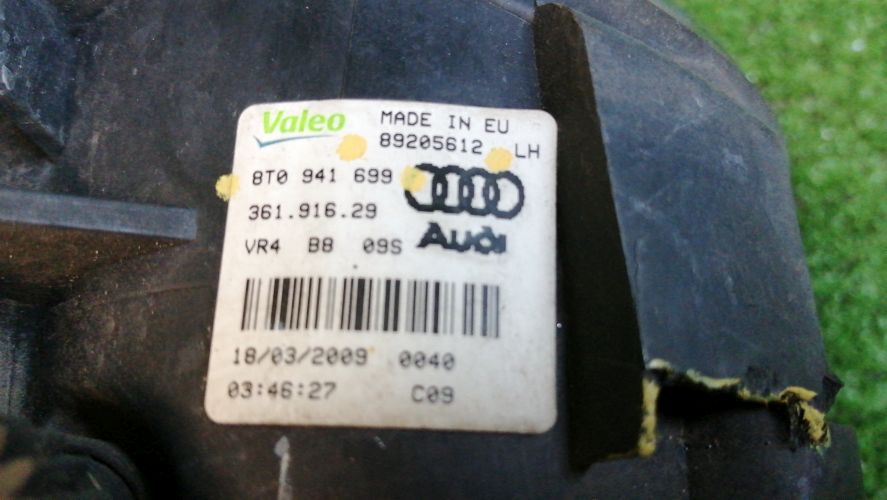 Valeo MADE IN EU
89205612 LH
8T0 941 699
361.916.29
Audi
VR4 B8 09S
18/03/2009 0040
03:46:27 C09